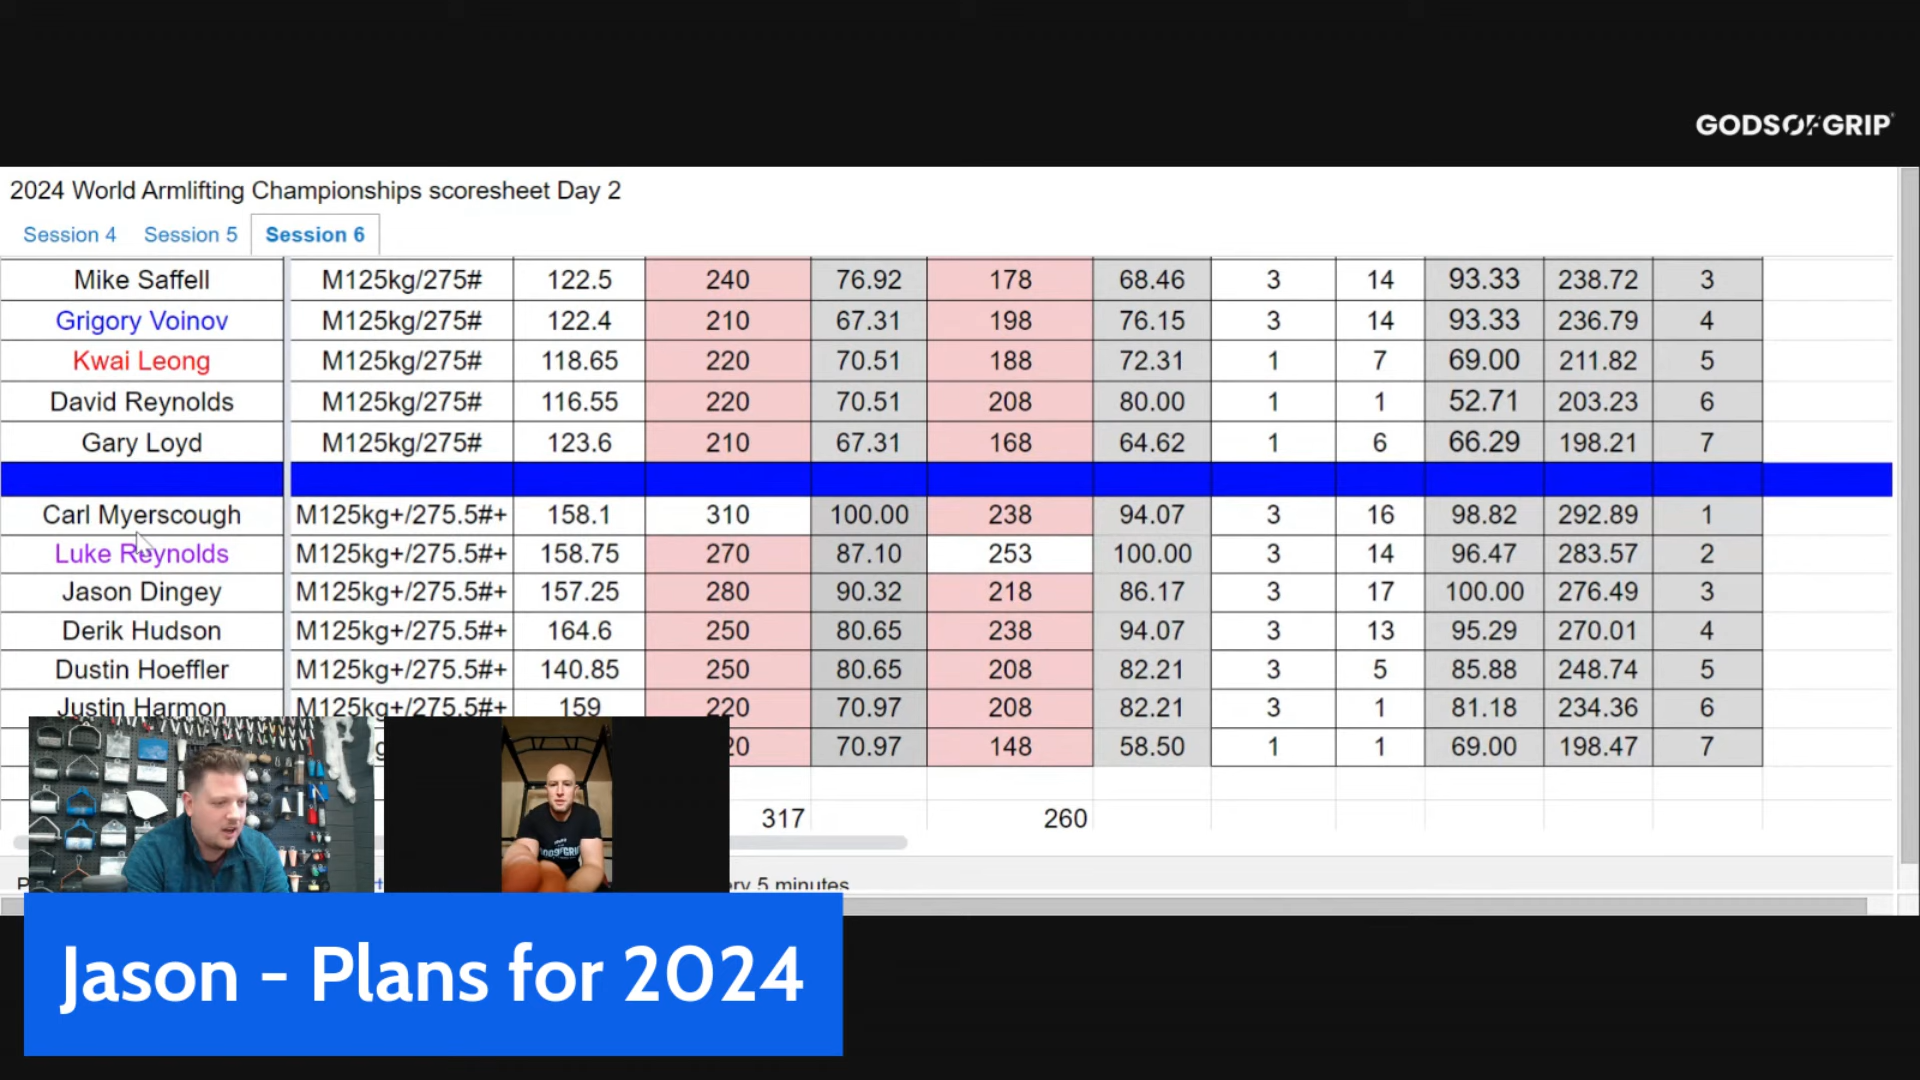 GODSOFGRIP
2024 World Armlifting Championships scoresheet Day 2
Session 4 Session 5 Session 6
Mike Saffell M125kg/275# 122.5 240 76.92 178 68.46 3 14 93.33 238.72 3
Grigory Voinov M125kg/275# 122.4 210 67.31 198 76.15 3 14 93.33 236.79 4
Kwai Leong M125kg/275# 118.65 220 70.51 188 72.31 1 7 69.00 211.82 5
David Reynolds M125kg/275# 116.55 220 70.51 208 80.00 1 1 52.71 203.23 6
Gary Loyd M125kg/275# 123.6 210 67.31 168 64.62 1 6 66.29 198.21 7
Carl Myerscough M125kg+/275.5#+ 158.1 310 100.00 238 94.07 3 16 98.82 292.89 1
Luke Reynolds M125kg+/275.5#+ 158.75 270 87.10 253 100.00 3 14 96.47 283.57 2
Jason Dingey M125kg+/275.5#+ 157.25 280 90.32 218 86.17 3 17 100.00 276.49 3
Derik Hudson M125kg+/275.5#+ 164.6 250 80.65 238 94.07 3 13 95.29 270.01 4
Dustin Hoeffler M125kg+/275.5#+ 140.85 250 80.65 208 82.21 3 5 85.88 248.74 5
Justin Harmon M125kg+/275.5#+ 159 220 70.97 208 82.21 3 1 81.18 234.36 6
20 70.97 148 58.50 1 1 69.00 198.47 7
317 260
5 minutes
Jason - Plans for 2024